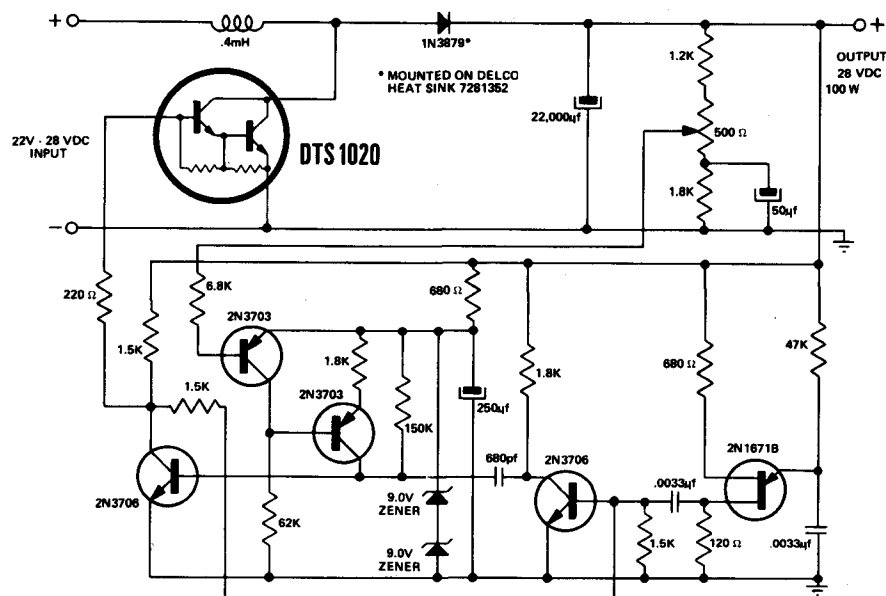 +
.4mH
1N3879*
+
* MOUNTED ON DELCO
HEAT SINK 7281352
OUTPUT
28 VDC
100 W
1.2K
22,000µf
500 Ω
22V - 28 VDC
INPUT
DTS 1020
1.8K
50µf
−
220 Ω
6.8K
680 Ω
2N3703
1.5K
1.8K
1.8K
680 Ω
47K
1.5K
2N3703
150K
250µf
2N1671B
680pf
2N3706
.0033µf
2N3706
9.0V
ZENER
62K
9.0V
ZENER
1.5K
120 Ω
.0033µf